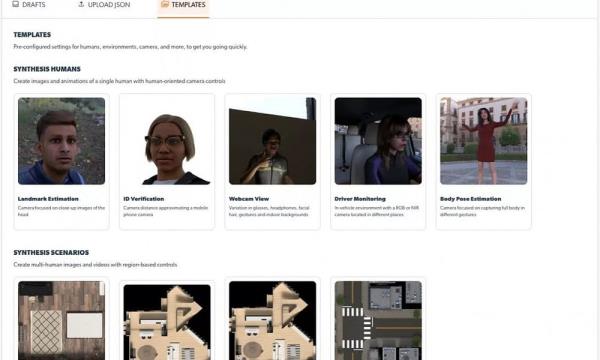 DRAFTS
UPLOAD JSON
TEMPLATES
TEMPLATES
Pre-configured settings for humans, environments, camera, and more, to get you going quickly.
SYNTHESIS HUMANS
Create images and animations of a single human with human-oriented camera controls
Landmark Estimation
Camera focused on close up images of the
head
ID Verification
Camera distance approximating a mobile
phone camera
Webcam View
Variation in glasses, headphones, facial
hair, gestures and indoor backgrounds
Driver Monitoring
In-vehicle environment with a RGB or NIR
camera located in different places
Body Pose Estimation
Camera focused on capturing full body in
different gestures
SYNTHESIS SCENARIOS
Create multi-human images and videos with region-based controls